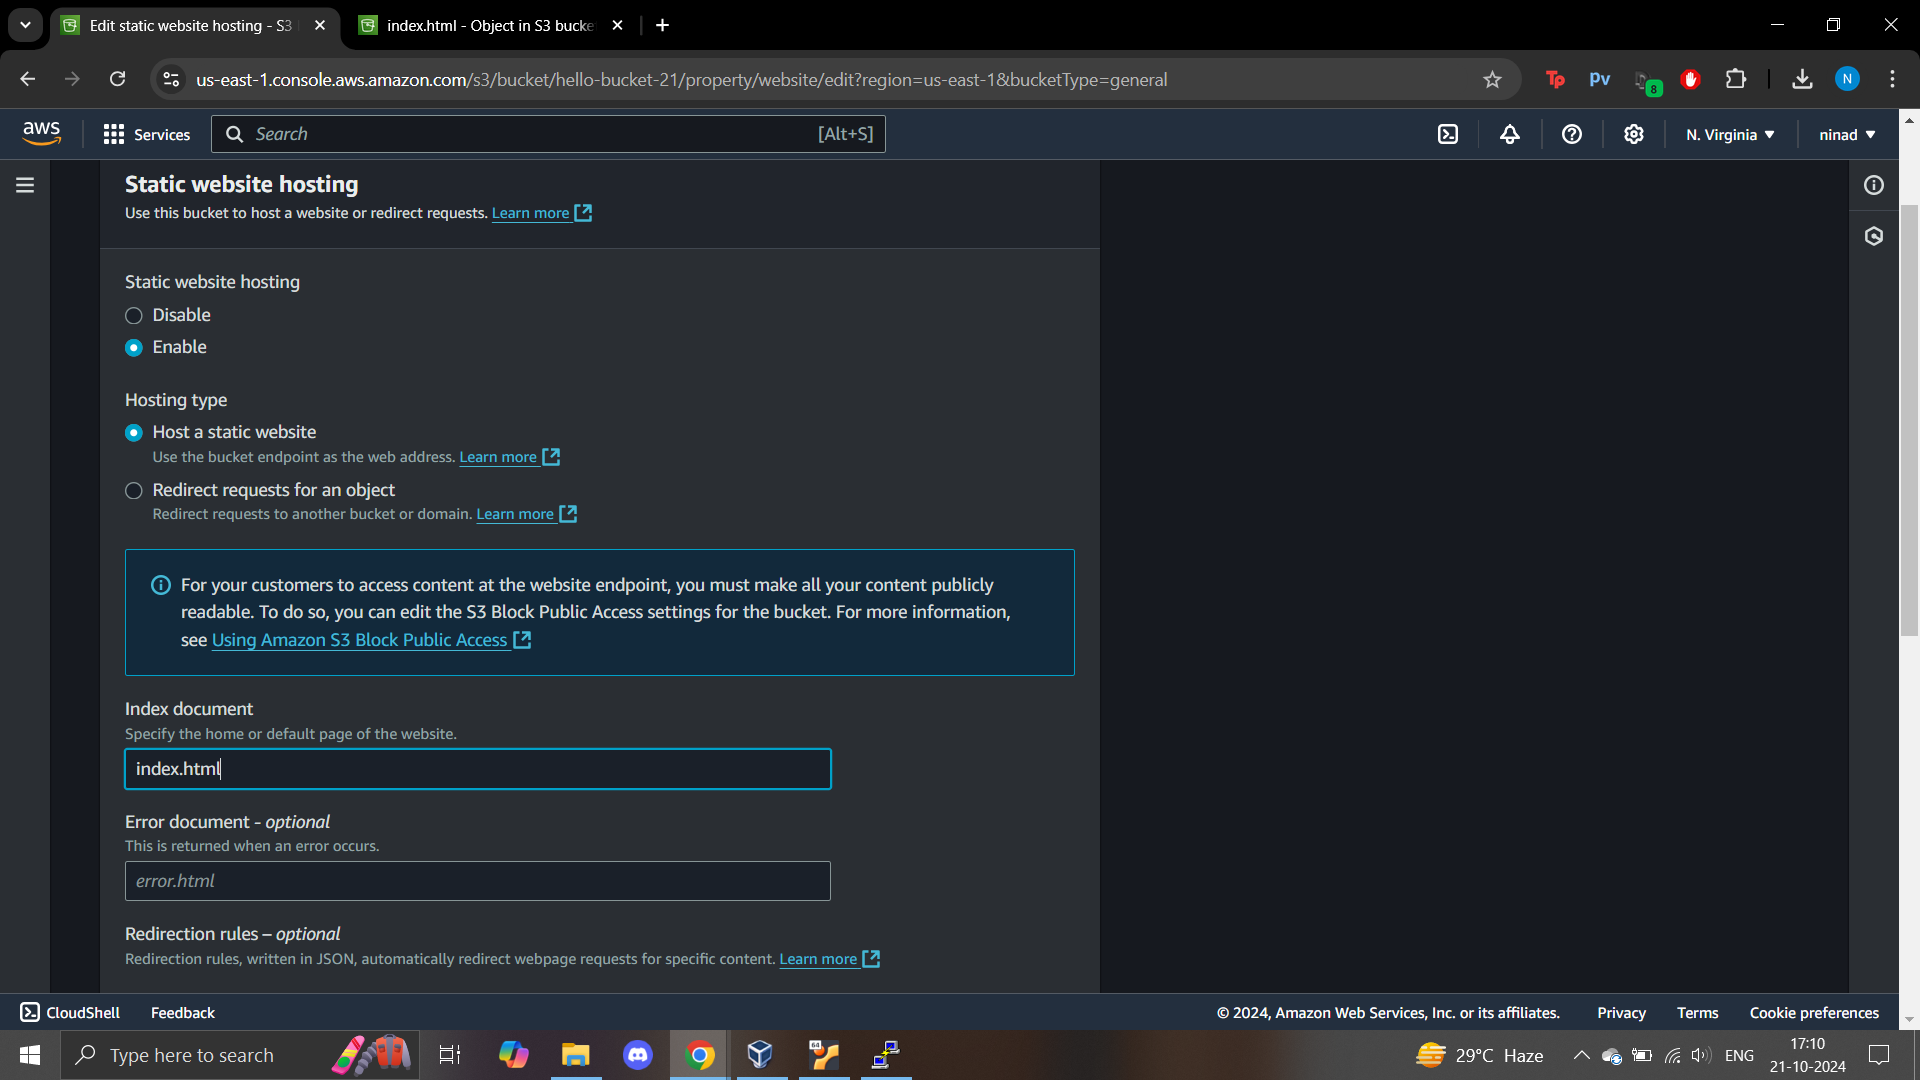 Edit static website hosting - S3
index.html - Object in S3 bucke
us-east-1.console.aws.amazon.com/s3/bucket/hello-bucket-21/property/website/edit?region=us-east-1&bucketType=general
Tp
pv
8
N
aws
Services
Search
[Alt+S]
N. Virginia
ninad
Static website hosting
Use this bucket to host a website or redirect requests. Learn more
Static website hosting
Disable
Enable
Hosting type
Host a static website
Use the bucket endpoint as the web address. Learn more
Redirect requests for an object
Redirect requests to another bucket or domain. Learn more
For your customers to access content at the website endpoint, you must make all your content publicly
readable. To do so, you can edit the S3 Block Public Access settings for the bucket. For more information,
see Using Amazon S3 Block Public Access
Index document
Specify the home or default page of the website.
index.html
Error document - optional
This is returned when an error occurs.
error.html
Redirection rules – optional
Redirection rules, written in JSON, automatically redirect webpage requests for specific content. Learn more
CloudShell
Feedback
© 2024, Amazon Web Services, Inc. or its affiliates.
Privacy
Terms
Cookie preferences
Type here to search
64
29°C Haze
ENG
17:10
21-10-2024